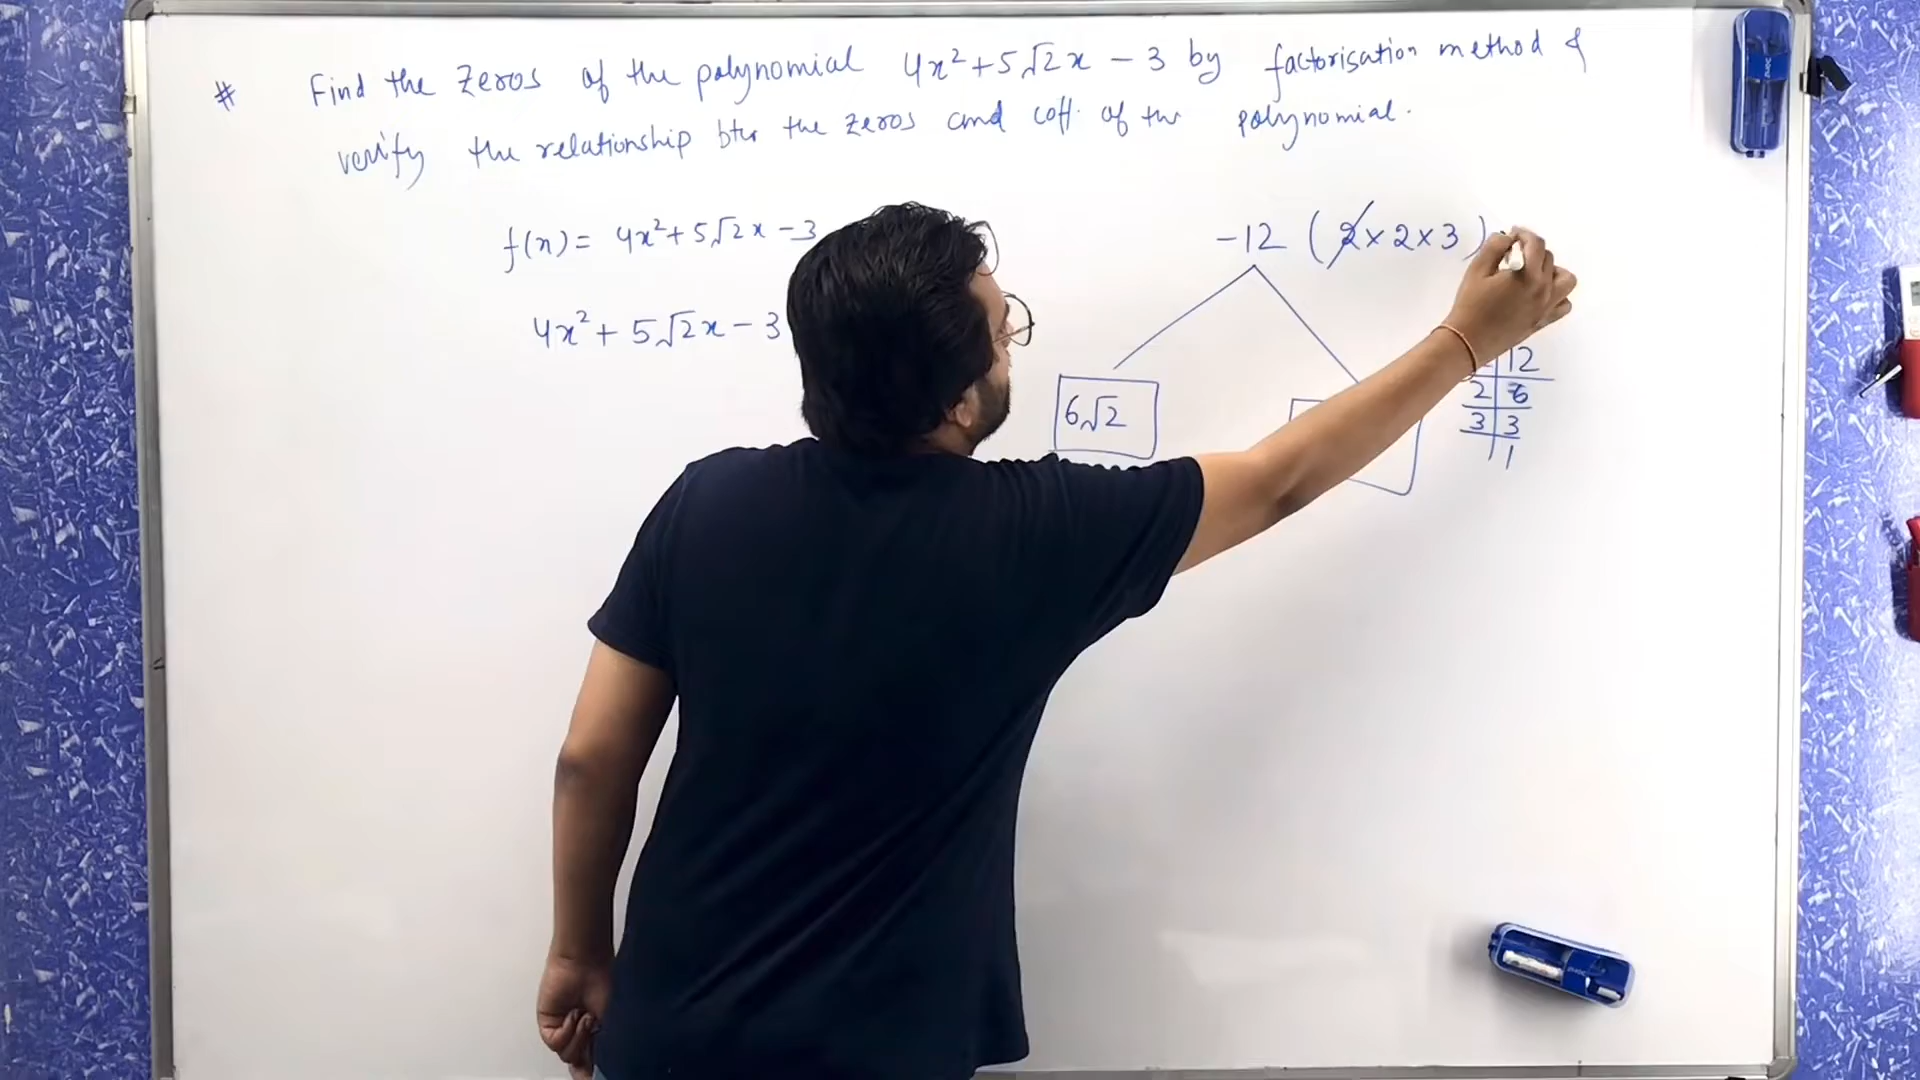 # Find the zeros of the polynomial 4x²+5√2x - 3 by factorisation method &
verify the relationship btw the zeros and coff. of the polynomial.
f(x) = 4x²+5√2x - 3
4x² + 5√2x - 3
-12 (2×2×3)
6√2
12
2 6
3 3
1